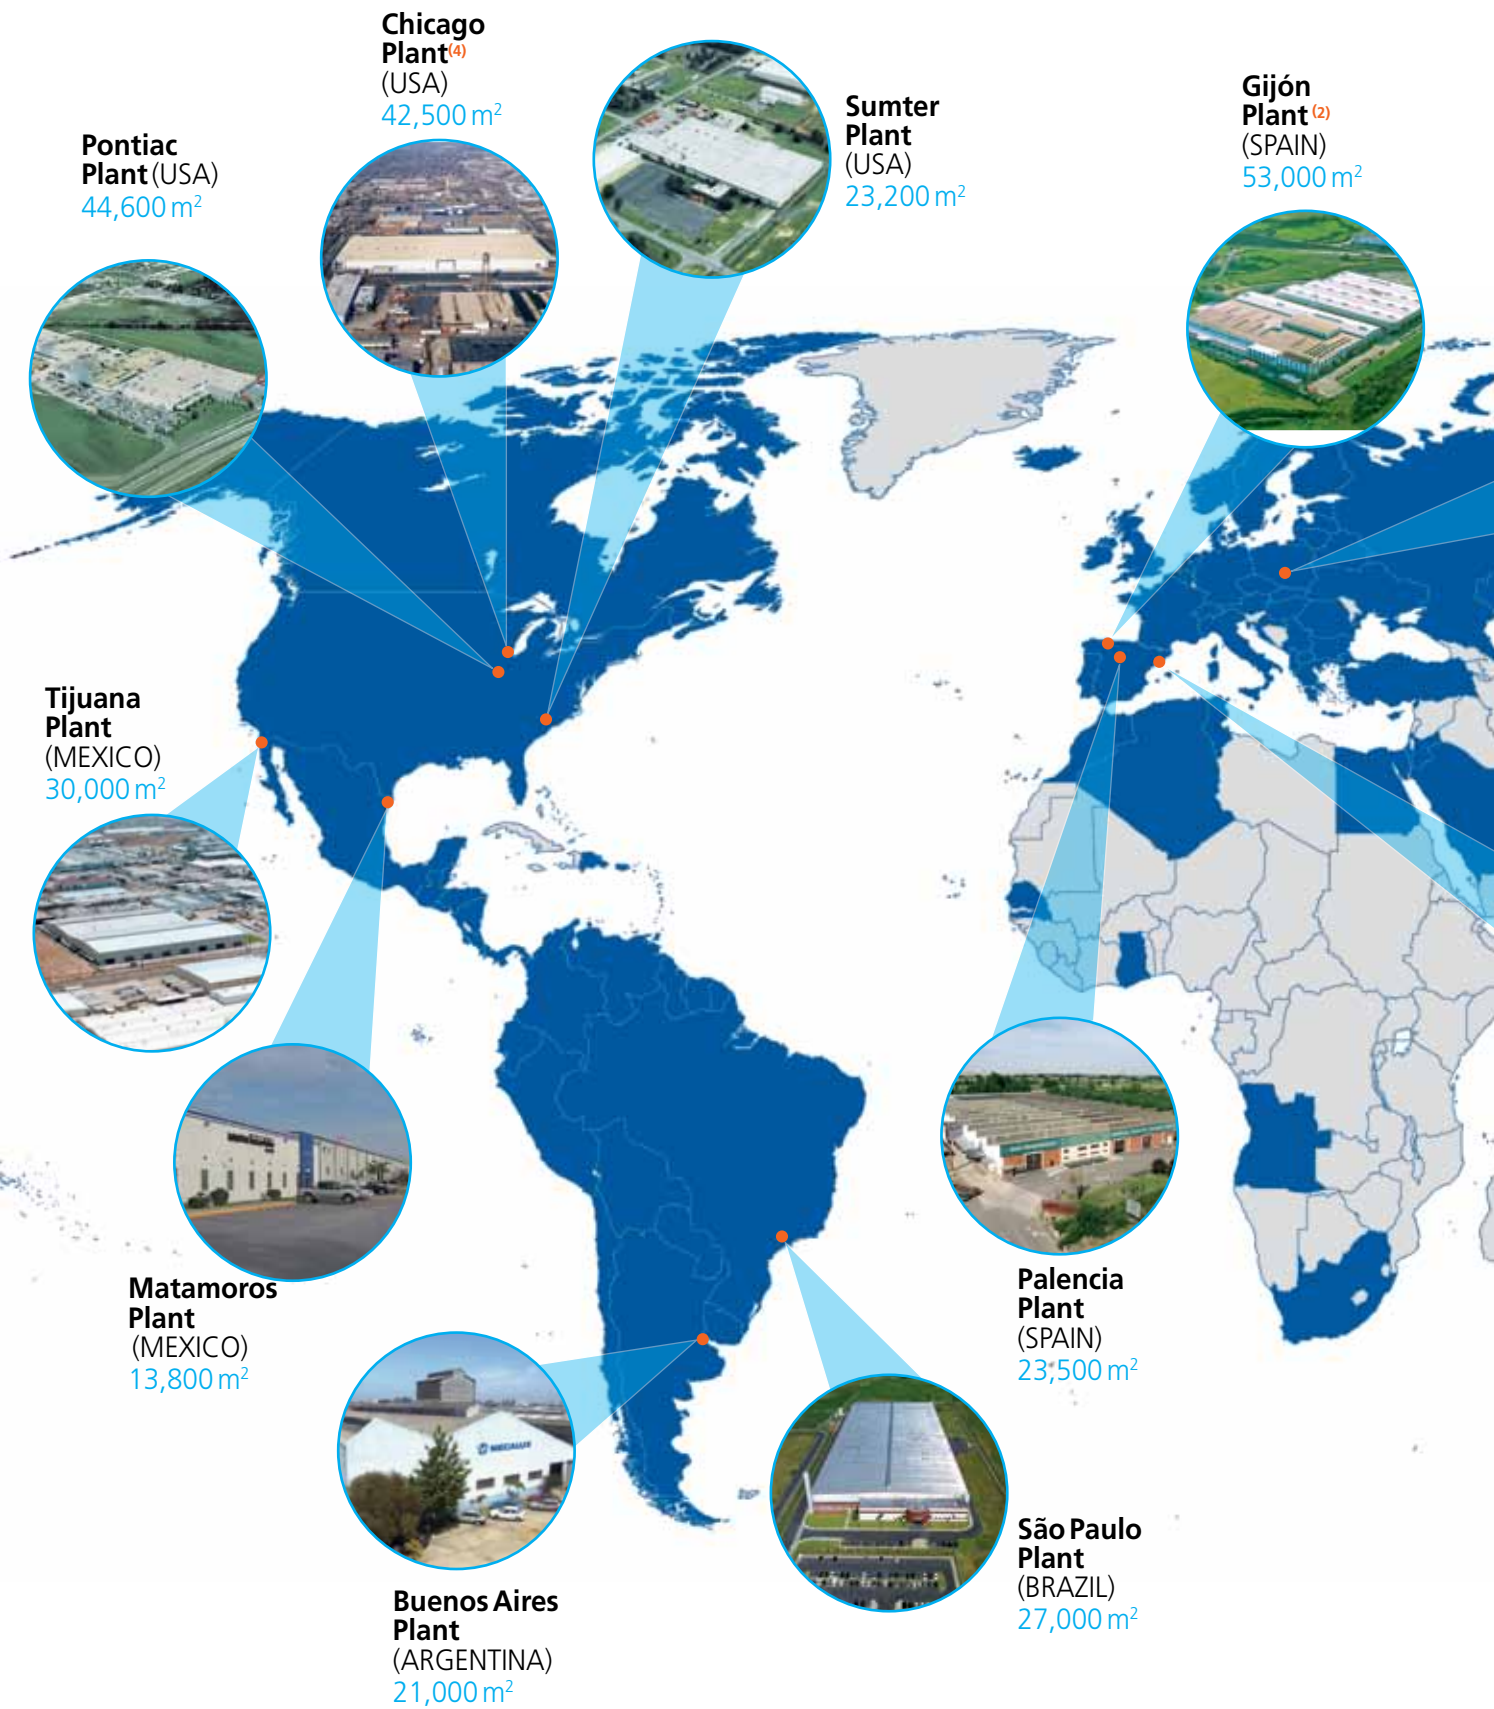 Chicago
Plant(4)
(USA)
42,500 m²
Sumter
Plant
(USA)
23,200 m²
Gijón
Plant (2)
(SPAIN)
53,000 m²
Pontiac
Plant (USA)
44,600 m²
Tijuana
Plant
(MEXICO)
30,000 m²
Matamoros
Plant
(MEXICO)
13,800 m²
Palencia
Plant
(SPAIN)
23,500 m²
MECALUX
Buenos Aires
Plant
(ARGENTINA)
21,000 m²
São Paulo
Plant
(BRAZIL)
27,000 m²